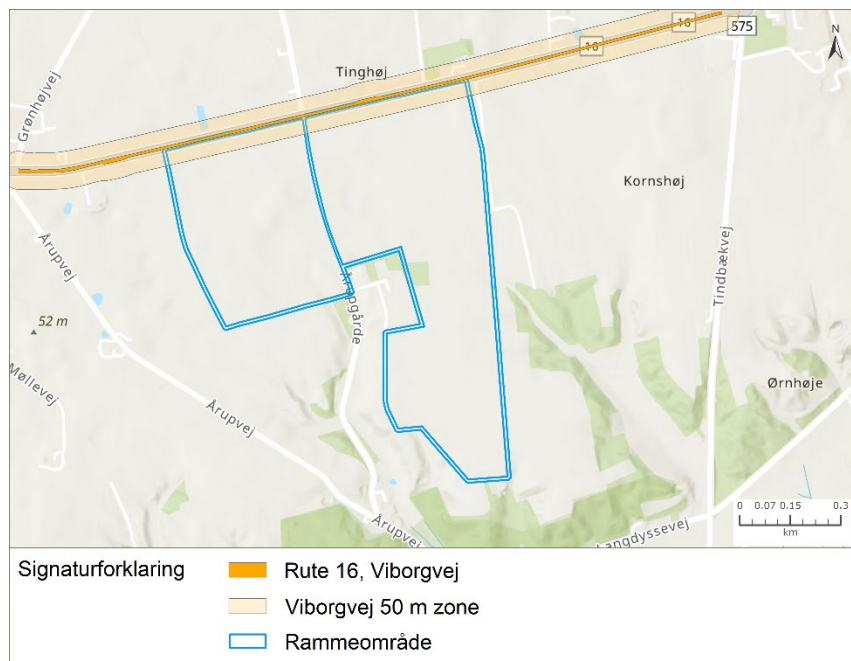 16
575
N
Tinghøj
16
Grønhøjvej
Kornshøj
Årupvej
Tindbækvej
Årupgårde
52 m
Ørnhøje
Møllevej
Årupvej
0 0.07 0.15 0.3
km
Årupvej
Langdyssevej
Signaturforklaring
Rute 16, Viborgvej
Viborgvej 50 m zone
Rammeområde